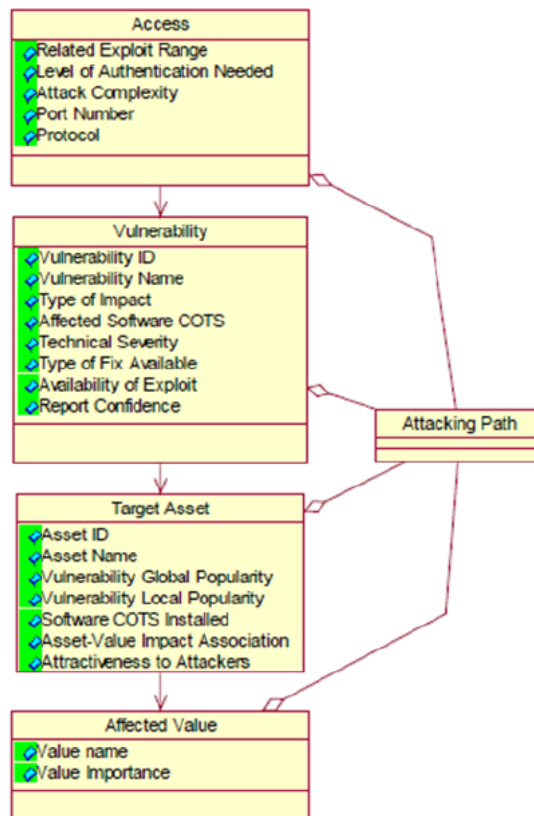 Access
Related Exploit Range
Level of Authentication Needed
Attack Complexity
Port Number
Protocol
Vulnerability
Vulnerability ID
Vulnerability Name
Type of Impact
Affected Software COTS
Technical Severity
Type of Fix Available
Availability of Exploit
Report Confidence
Attacking Path
Target Asset
Asset ID
Asset Name
Vulnerability Global Popularity
Vulnerability Local Popularity
Software COTS Installed
Asset-Value Impact Association
Attractiveness to Attackers
Affected Value
Value name
Value Importance